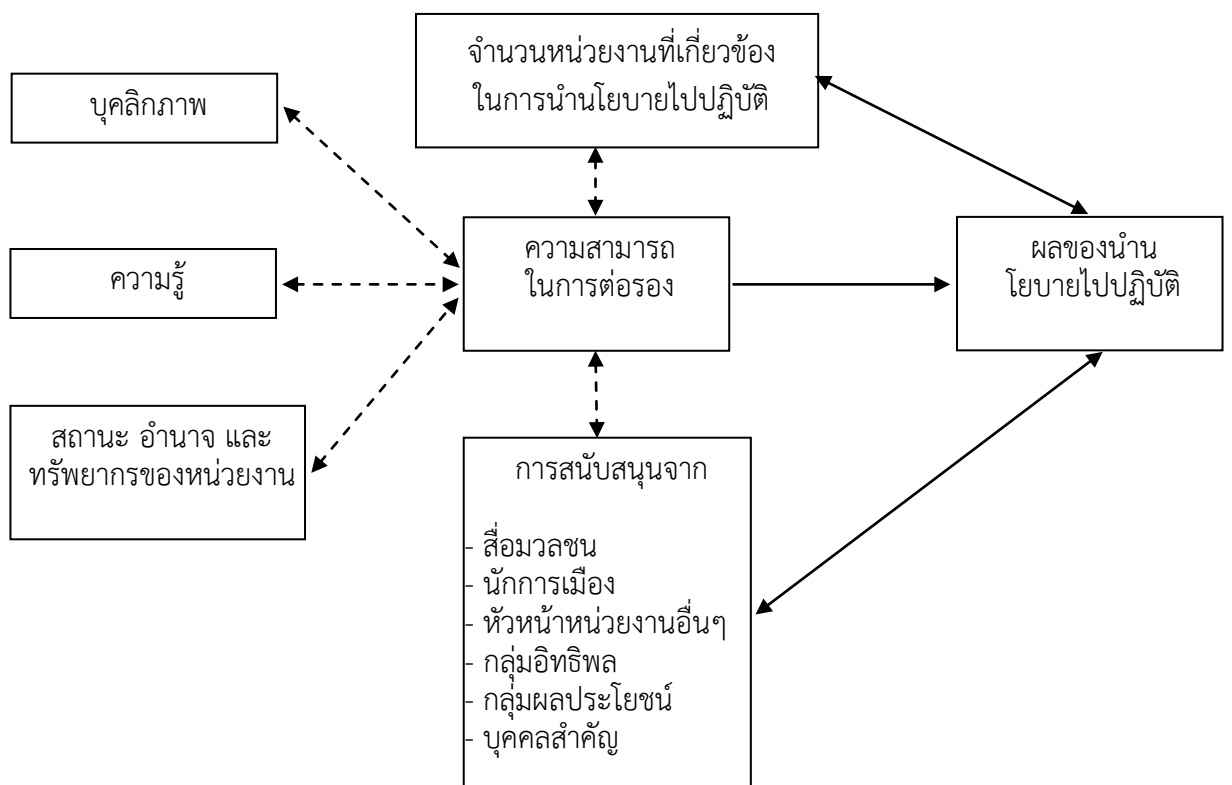 จำนวนหน่วยงานที่เกี่ยวข้อง
ในการนำนโยบายไปปฏิบัติ
บุคลิกภาพ
ความรู้
ความสามารถ
ในการต่อรอง
ผลของนำน
โยบายไปปฏิบัติ
สถานะ อำนาจ และ
ทรัพยากรของหน่วยงาน
การสนับสนุนจาก
- สื่อมวลชน
- นักการเมือง
- หัวหน้าหน่วยงานอื่นๆ
- กลุ่มอิทธิพล
- กลุ่มผลประโยชน์
- บุคคลสำคัญ